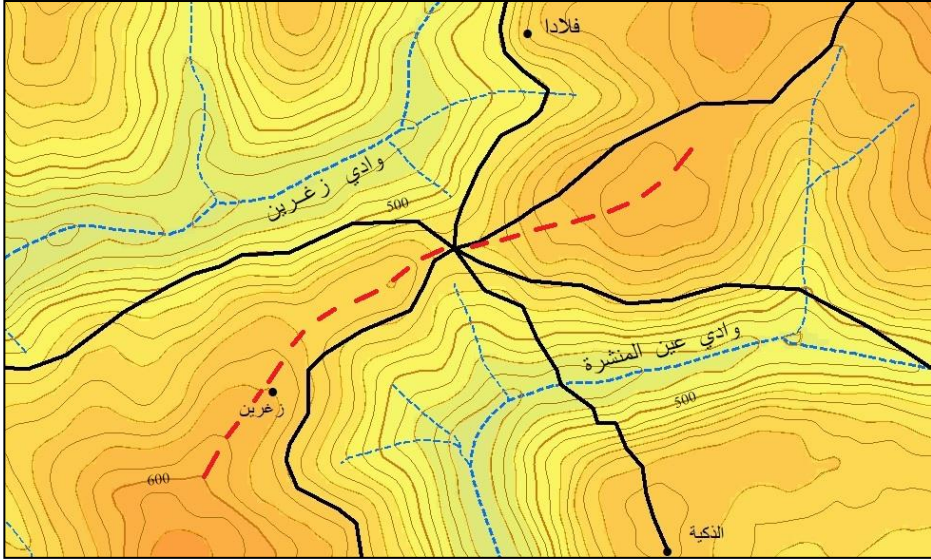 فلادا
وادي زغرين
500
وادي عين المنشرة
زغرين
500
600
الذكية